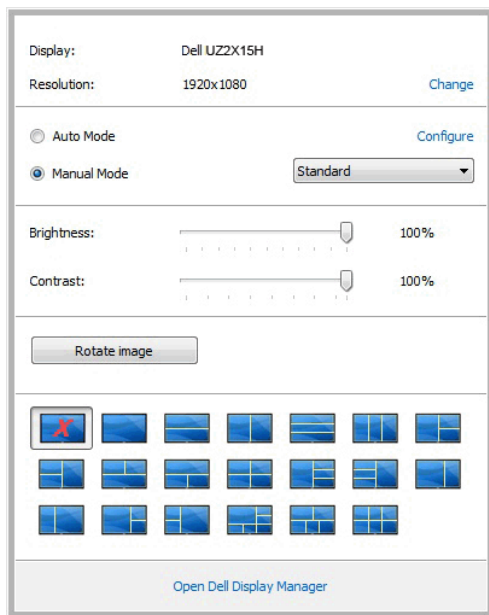 Display: Dell UZ2X15H
Resolution: 1920x1080 Change
Auto Mode Configure
Manual Mode Standard
Brightness: 100%
Contrast: 100%
Rotate image
X
Open Dell Display Manager